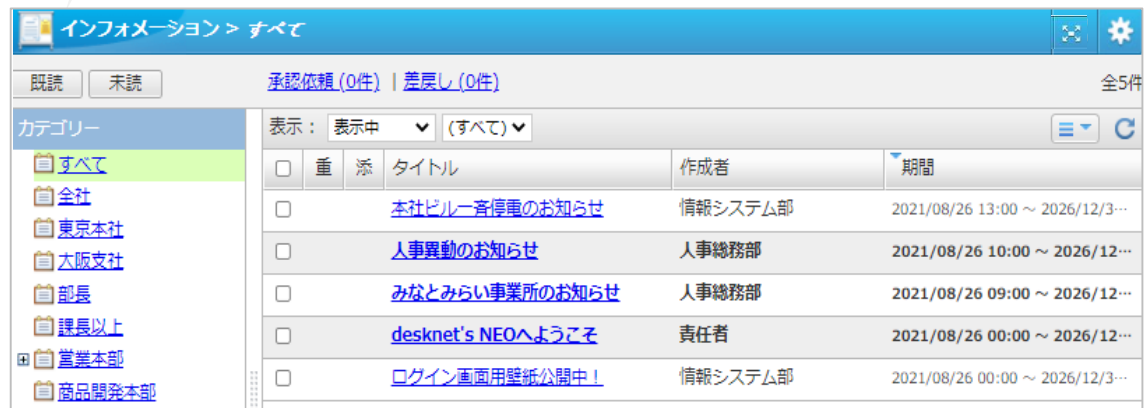 インフォメーション > すべて
既読 未読 承認依頼 (0件) | 差戻し (0件) 全5件
カテゴリー
すべて
全社
東京本社
大阪支社
部長
課長以上
営業本部
商品開発本部
表示： 表示中 (すべて)
重 添 タイトル 作成者 期間
本社ビル一斉停電のお知らせ 情報システム部 2021/08/26 13:00 ～ 2026/12/3…
人事異動のお知らせ 人事総務部 2021/08/26 10:00 ～ 2026/12…
みなとみらい事業所のお知らせ 人事総務部 2021/08/26 09:00 ～ 2026/12…
desknet's NEOへようこそ 責任者 2021/08/26 00:00 ～ 2026/12…
ログイン画面用壁紙公開中！ 情報システム部 2021/08/26 00:00 ～ 2026/12/3…